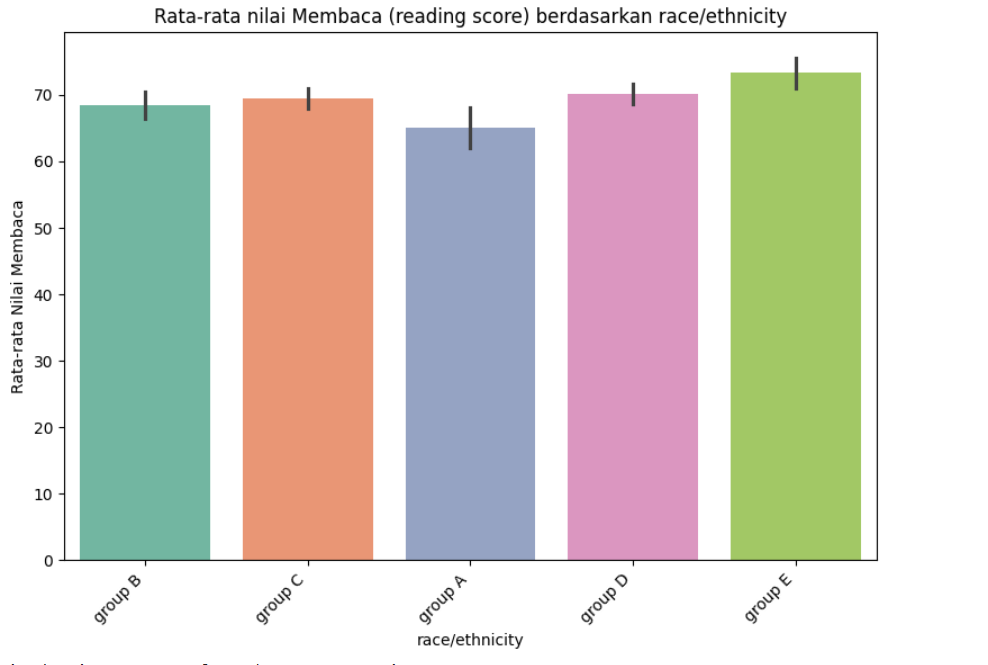 Rata-rata nilai Membaca (reading score) berdasarkan race/ethnicity
Rata-rata Nilai Membaca
70
60
50
40
30
20
10
0
group B
group C
group A
group D
group E
race/ethnicity